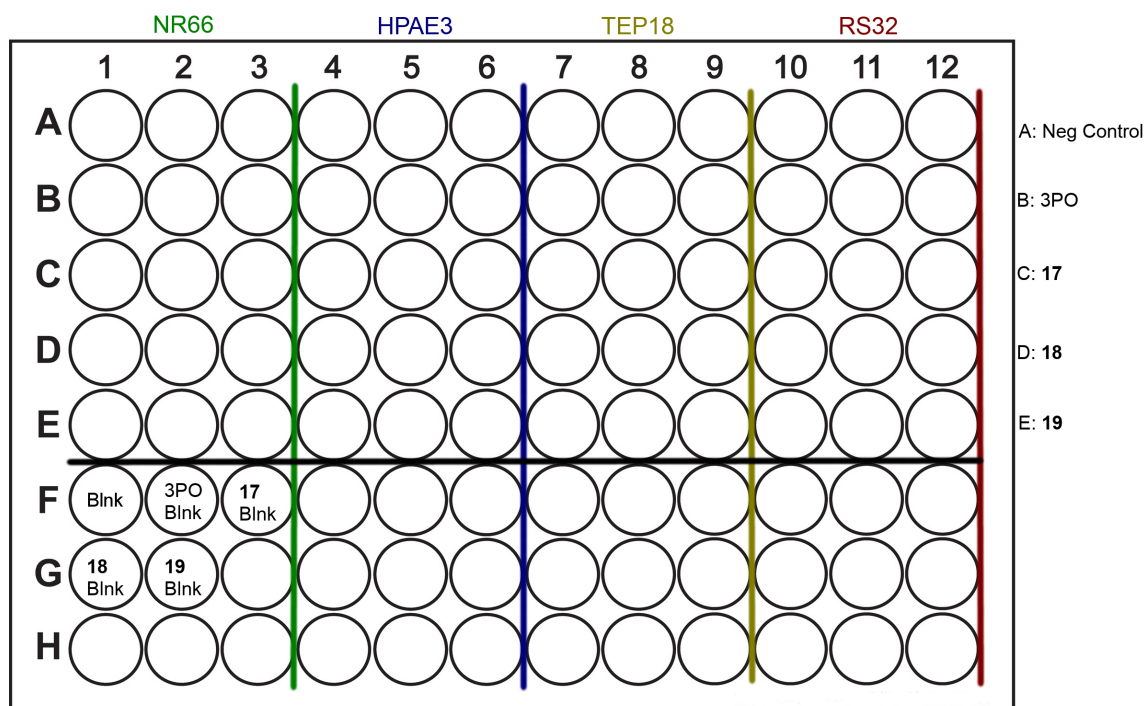 NR66 HPAE3 TEP18 RS32
1 2 3 4 5 6 7 8 9 10 11 12
A
A: Neg Control
B
B: 3PO
C
C: 17
D
D: 18
E
E: 19
F
Blnk
3PO
Blnk
17
Blnk
G
18
Blnk
19
Blnk
H